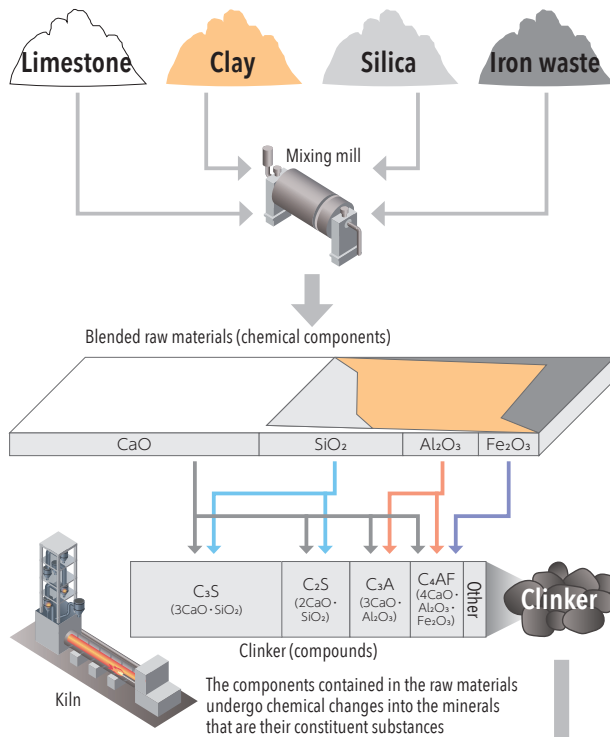 Limestone
Clay
Silica
Iron waste
Mixing mill
Blended raw materials (chemical components)
CaO
SiO₂
Al₂O₃
Fe₂O₃
C₃S
(3CaO·SiO₂)
C₂S
(2CaO·
SiO₂)
C₃A
(3CaO·
Al₂O₃)
C₄AF
(4CaO·
Al₂O₃·
Fe₂O₃)
Other
Clinker
Clinker (compounds)
Kiln
The components contained in the raw materials
undergo chemical changes into the minerals
that are their constituent substances